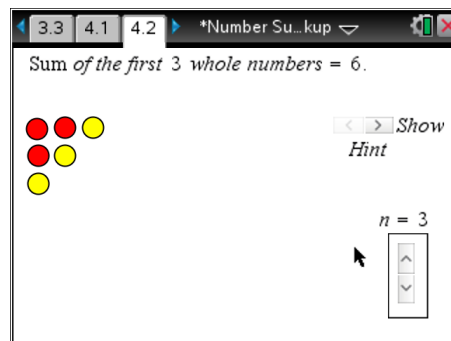 3.3 4.1 4.2 *Number Su...kup
Sum of the first 3 whole numbers = 6.
< > Show
Hint
n = 3